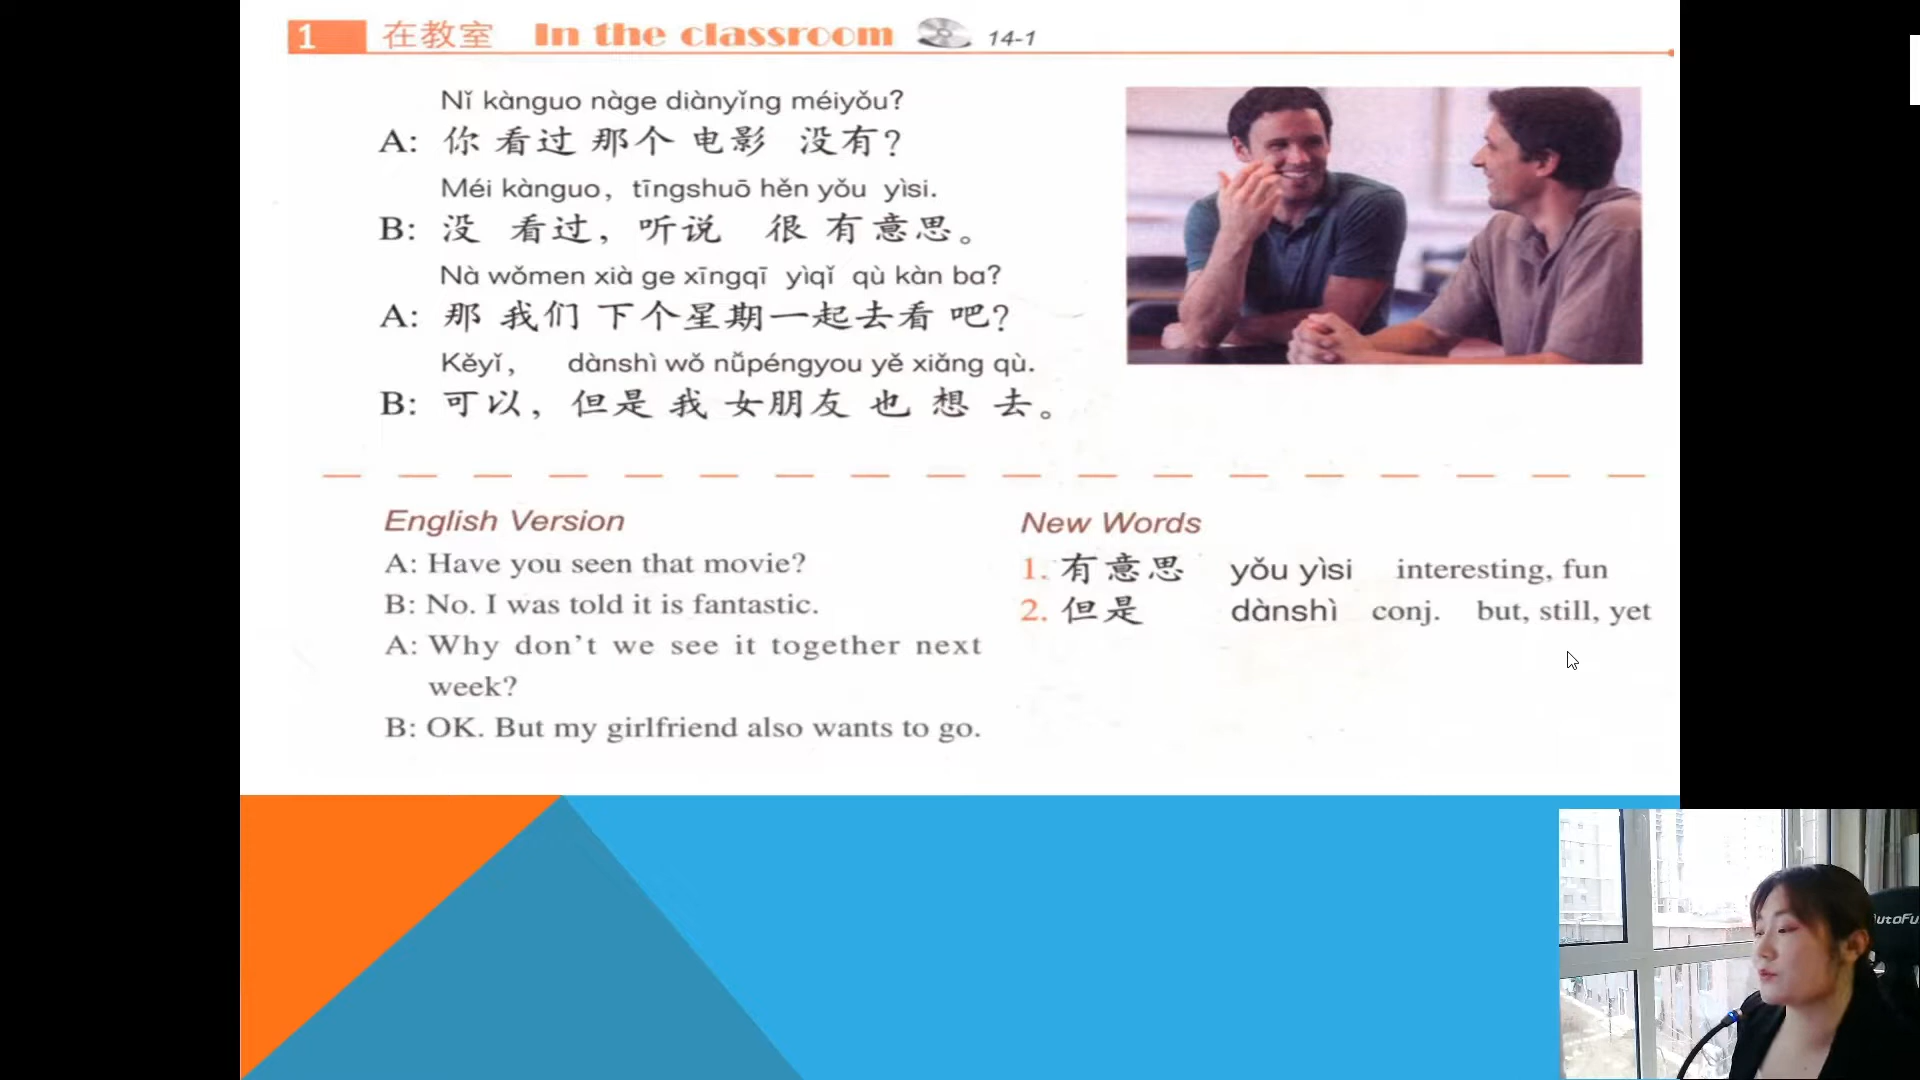 1 在教室 In the classroom 14-1
Nǐ kànguo nàge diànyǐng méiyǒu?
A: 你 看过 那个 电影 没有?
Méi kànguo, tīngshuō hěn yǒu yìsi.
B: 没 看过, 听说 很 有意思。
Nà wǒmen xià ge xīngqī yìqǐ qù kàn ba?
A: 那 我们 下个星期一起去看 吧?
Kěyǐ, dànshì wǒ nǚpéngyou yě xiǎng qù.
B: 可以, 但是 我 女朋友 也 想 去。
English Version
A: Have you seen that movie?
B: No. I was told it is fantastic.
A: Why don't we see it together next
week?
B: OK. But my girlfriend also wants to go.
New Words
1. 有意思 yǒu yìsi interesting, fun
2. 但是 dànshì conj. but, still, yet